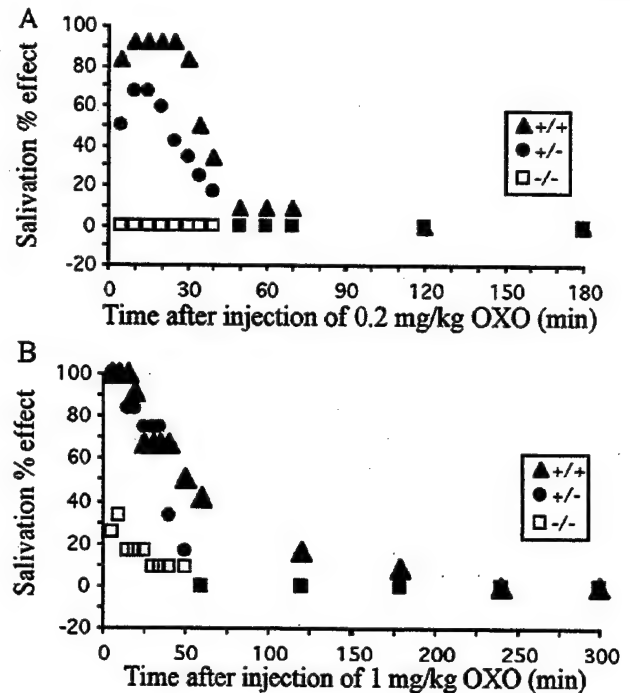 A
Salivation % effect
100
80
60
40
20
0
-20
+/+
+/-
-/-
0 30 60 90 120 150 180
Time after injection of 0.2 mg/kg OXO (min)
B
Salivation % effect
100
80
60
40
20
0
-20
+/+
+/-
-/-
0 50 100 150 200 250 300
Time after injection of 1 mg/kg OXO (min)